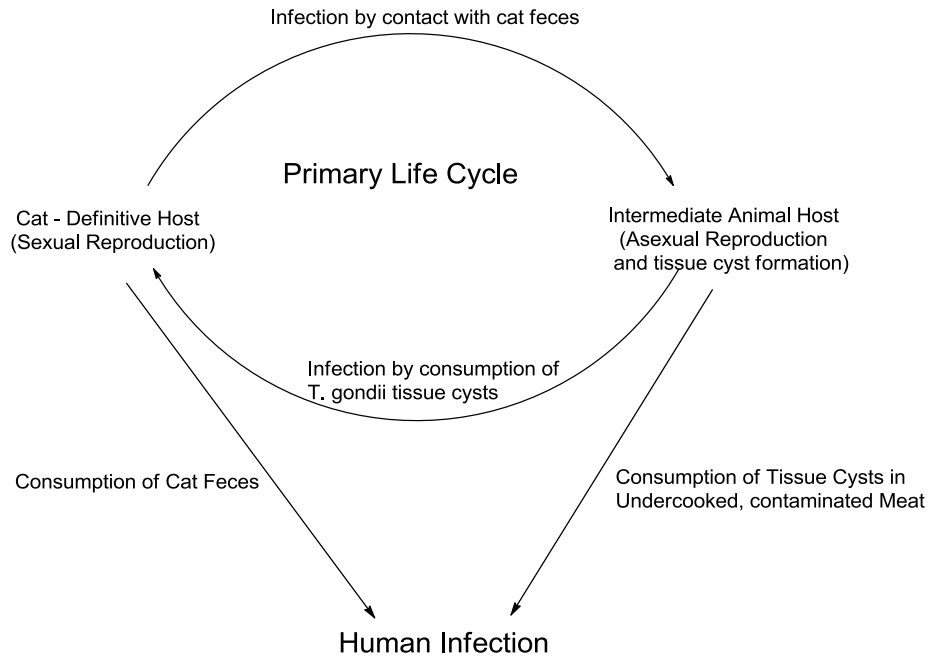 Infection by contact with cat feces
Primary Life Cycle
Cat - Definitive Host
(Sexual Reproduction)
Intermediate Animal Host
(Asexual Reproduction
and tissue cyst formation)
Infection by consumption of
T. gondii tissue cysts
Consumption of Cat Feces
Consumption of Tissue Cysts in
Undercooked, contaminated Meat
Human Infection